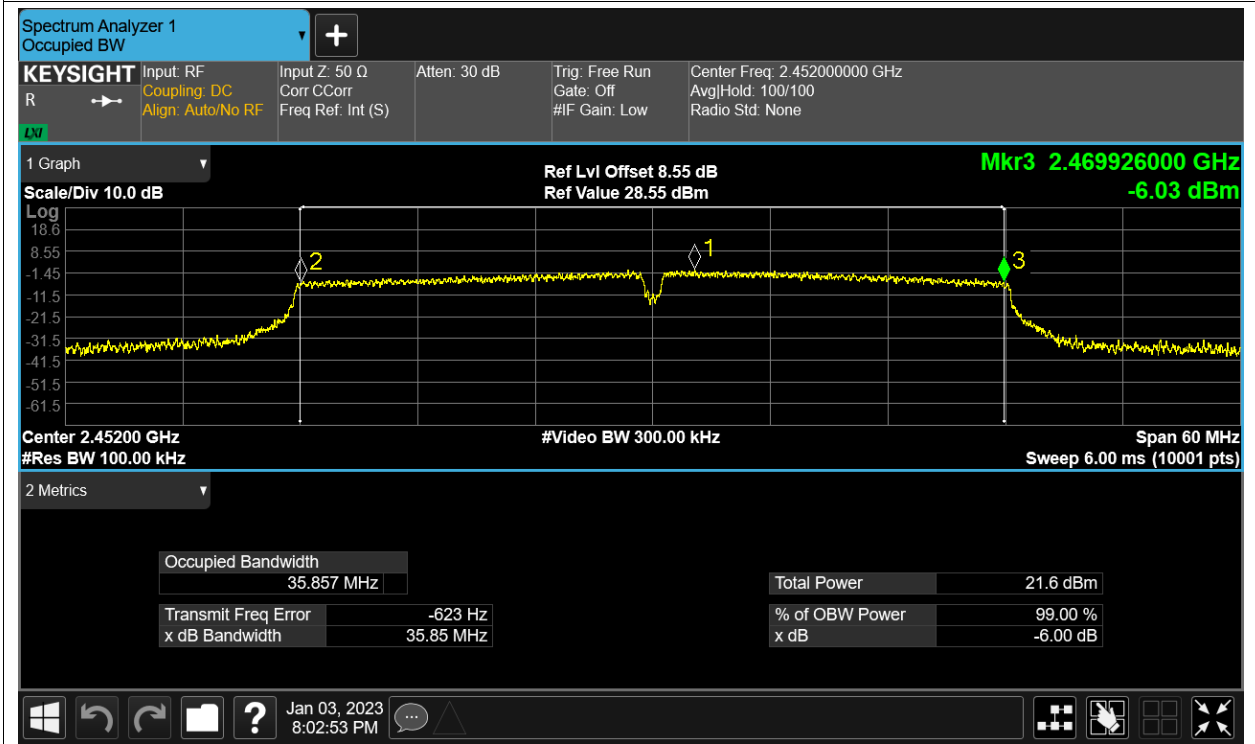 Spectrum Analyzer 1
Occupied BW
+
KEYSIGHT
R
LXI
Input: RF
Coupling: DC
Align: Auto/No RF
Input Z: 50 Ω
Corr CCorr
Freq Ref: Int (S)
Atten: 30 dB
Trig: Free Run
Gate: Off
#IF Gain: Low
Center Freq: 2.452000000 GHz
Avg|Hold: 100/100
Radio Std: None
1 Graph
Scale/Div 10.0 dB
Ref Lvl Offset 8.55 dB
Ref Value 28.55 dBm
Mkr3 2.469926000 GHz
-6.03 dBm
Log
18.6
8.55
-1.45
-11.5
-21.5
-31.5
-41.5
-51.5
-61.5
2
1
3
Center 2.45200 GHz
#Res BW 100.00 kHz
#Video BW 300.00 kHz
Span 60 MHz
Sweep 6.00 ms (10001 pts)
2 Metrics
Occupied Bandwidth
35.857 MHz
Transmit Freq Error -623 Hz
x dB Bandwidth 35.85 MHz
Total Power 21.6 dBm
% of OBW Power 99.00 %
x dB -6.00 dB
?
Jan 03, 2023
8:02:53 PM